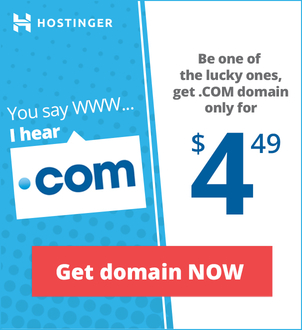 HOSTINGER
You say WWW...
I hear
.com
Be one of
the lucky ones,
get .COM domain
only for
$4 49
Get domain NOW